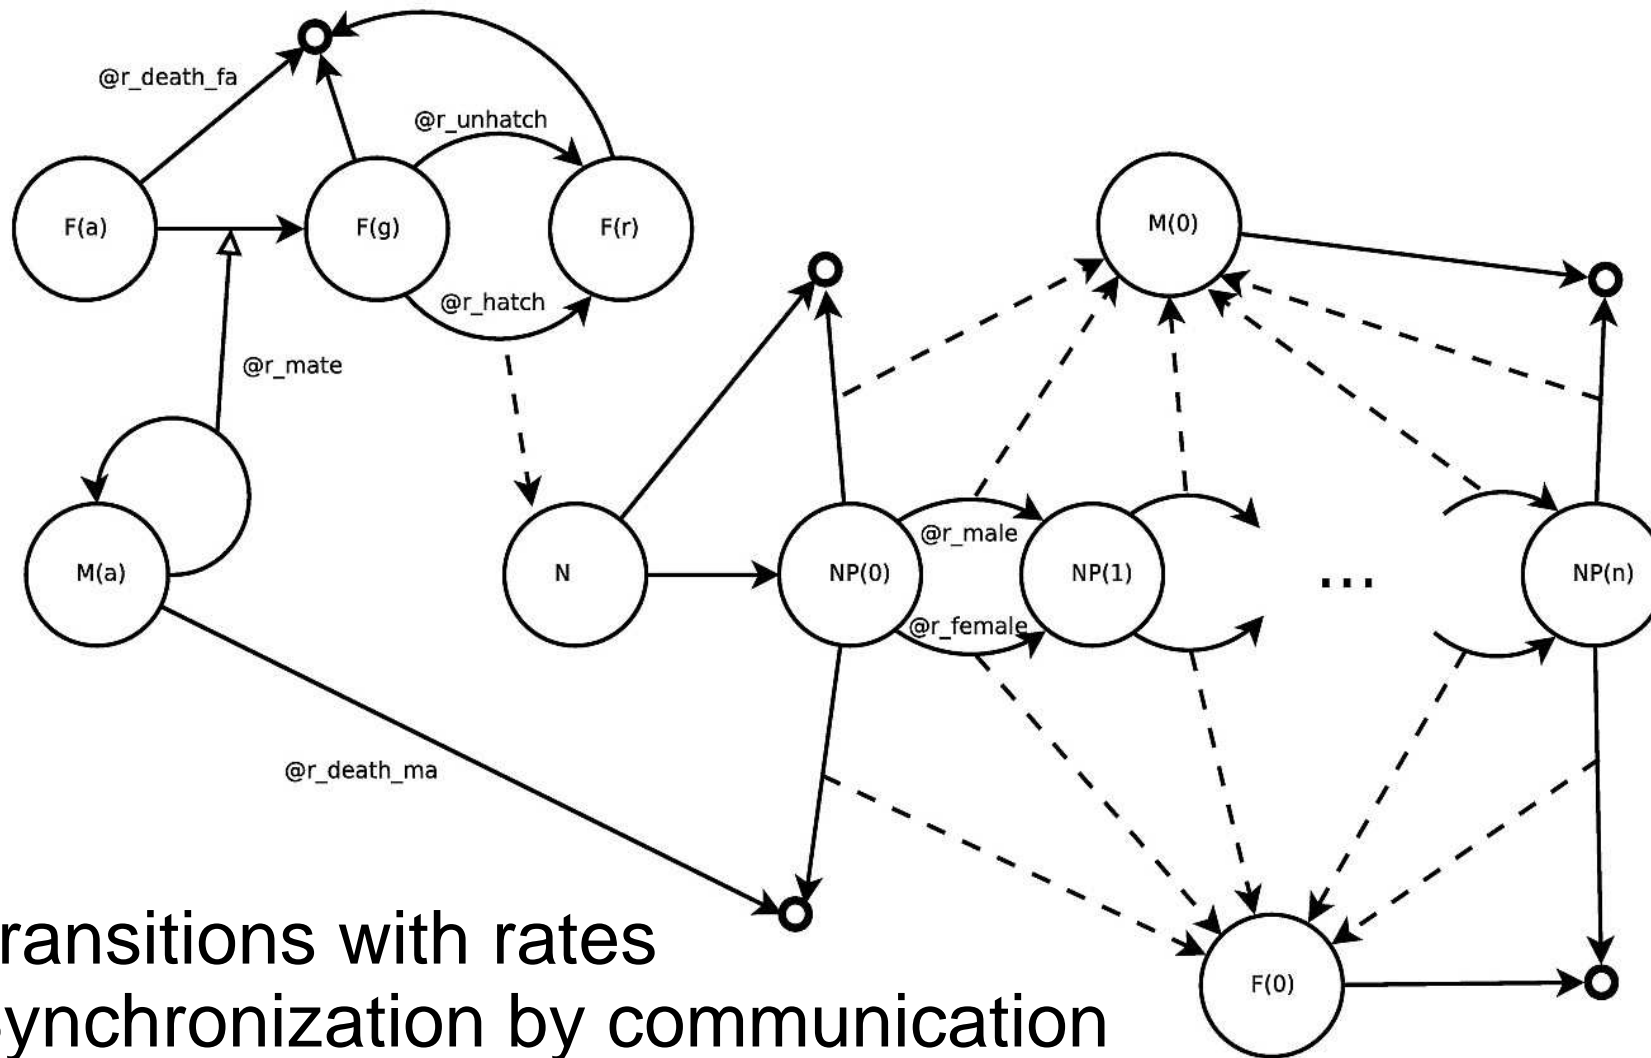 @r_death_fa
@r_unhatch
F(a)
F(g)
F(r)
M(0)
@r_hatch
@r_mate
@r_male
M(a)
N
NP(0)
NP(1)
...
NP(n)
@r_female
@r_death_ma
ransitions with rates
F(0)
ynchronization by communication